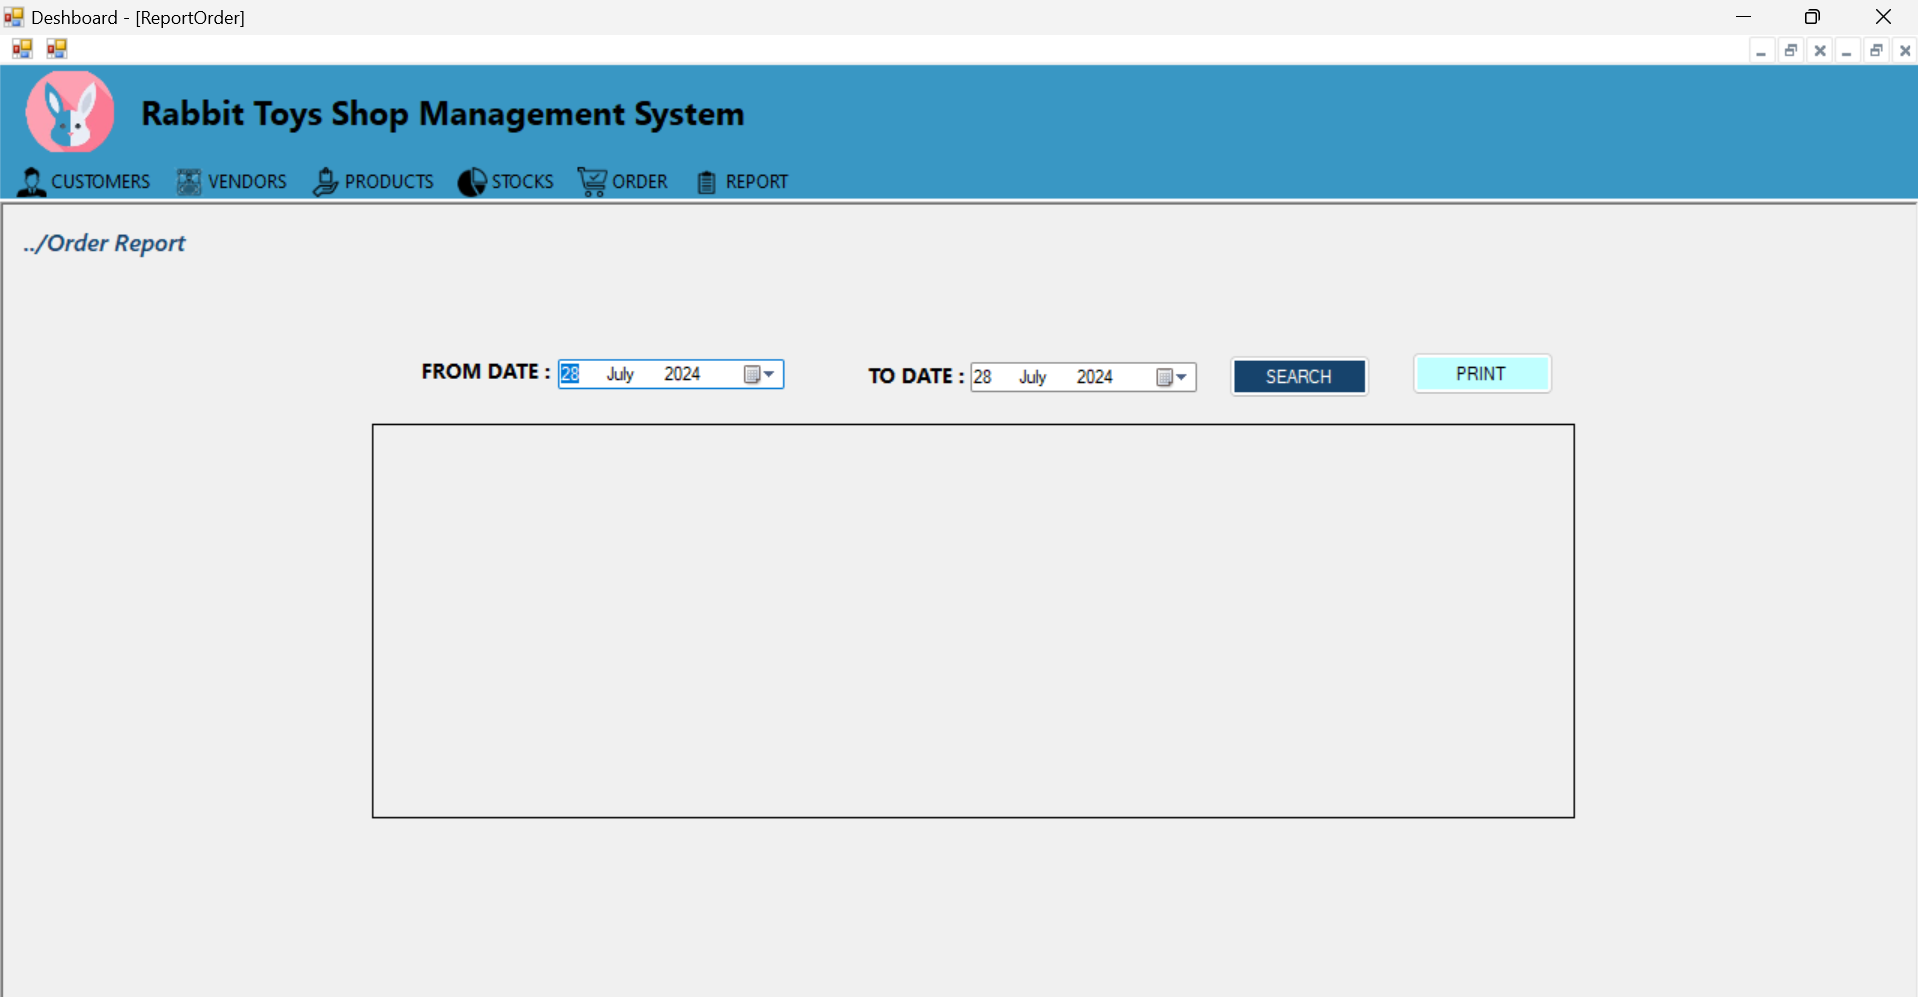 Deshboard - [ReportOrder]
Rabbit Toys Shop Management System
CUSTOMERS VENDORS PRODUCTS STOCKS ORDER REPORT
../Order Report
FROM DATE : 28 July 2024 TO DATE : 28 July 2024 SEARCH PRINT